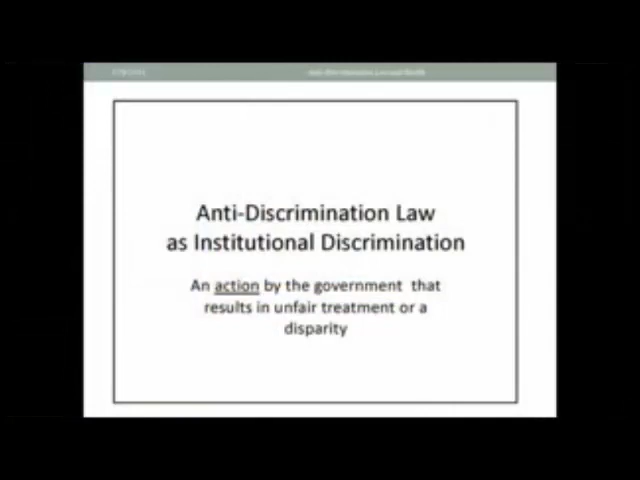 Anti-Discrimination Law
as Institutional Discrimination
An action by the government that
results in unfair treatment or a
disparity